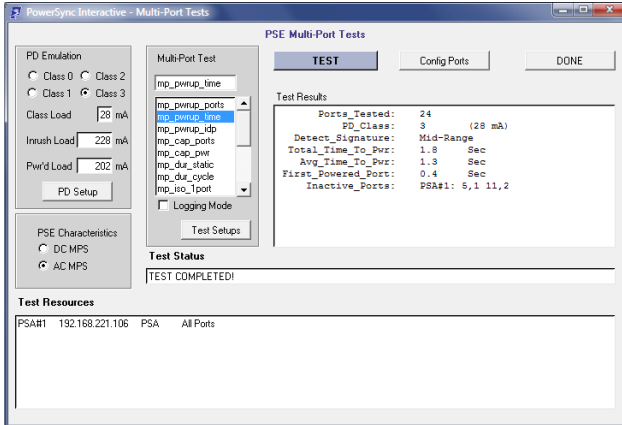 PowerSync Interactive - Multi-Port Tests
PSE Multi-Port Tests
PD Emulation
Class 0 Class 2
Class 1 Class 3
Class Load 28 mA
Inrush Load 228 mA
Pwr'd Load 202 mA
PD Setup
PSE Characteristics
DC MPS
AC MPS
Multi-Port Test
mp_pwrup_time
mp_pwrup_ports
mp_pwrup_time
mp_pwrup_idp
mp_cap_ports
mp_cap_pwr
mp_dur_static
mp_dur_cycle
mp_iso_1port
Logging Mode
Test Setups
TEST
Config Ports
DONE
Test Results
Ports_Tested: 24
PD_Class: 3 (28 mA)
Detect_Signature: Mid-Range
Total_Time_To_Pwr: 1.8 Sec
Avg_Time_To_Pwr: 1.3 Sec
First_Powered_Port: 0.4 Sec
Inactive_Ports: PSA#1: 5,1 11,2
Test Status
TEST COMPLETED!
Test Resources
PSA#1 192.168.221.106 PSA All Ports